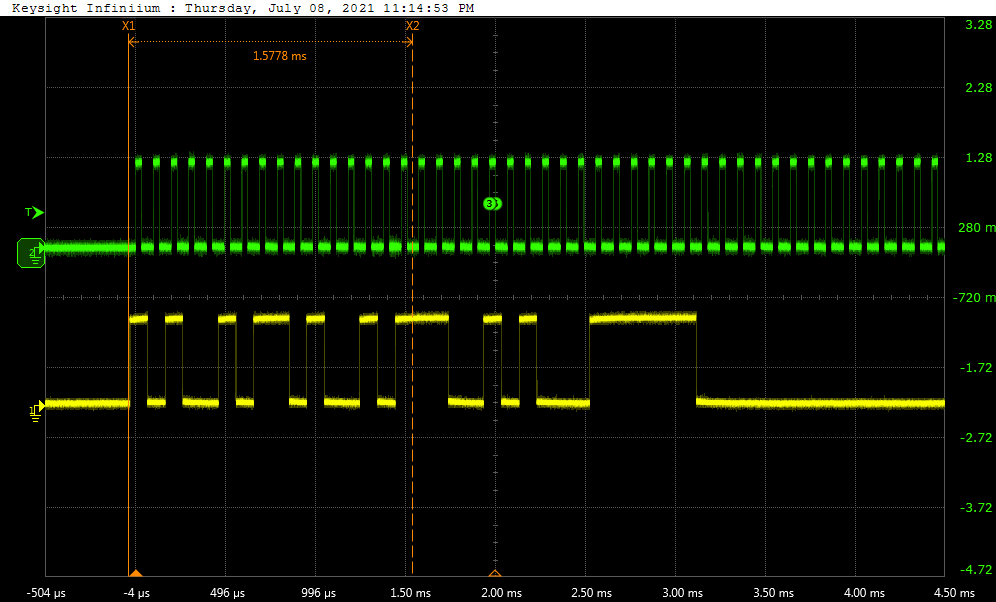 Keysight Infiniium : Thursday, July 08, 2021 11:14:53 PM
X1
X2
3.28
1.5778 ms
2.28
1.28
T
3
280 m
2
-720 m
-1.72
1
-2.72
-3.72
-4.72
-504 µs
-4 µs
496 µs
996 µs
1.50 ms
2.00 ms
2.50 ms
3.00 ms
3.50 ms
4.00 ms
4.50 ms